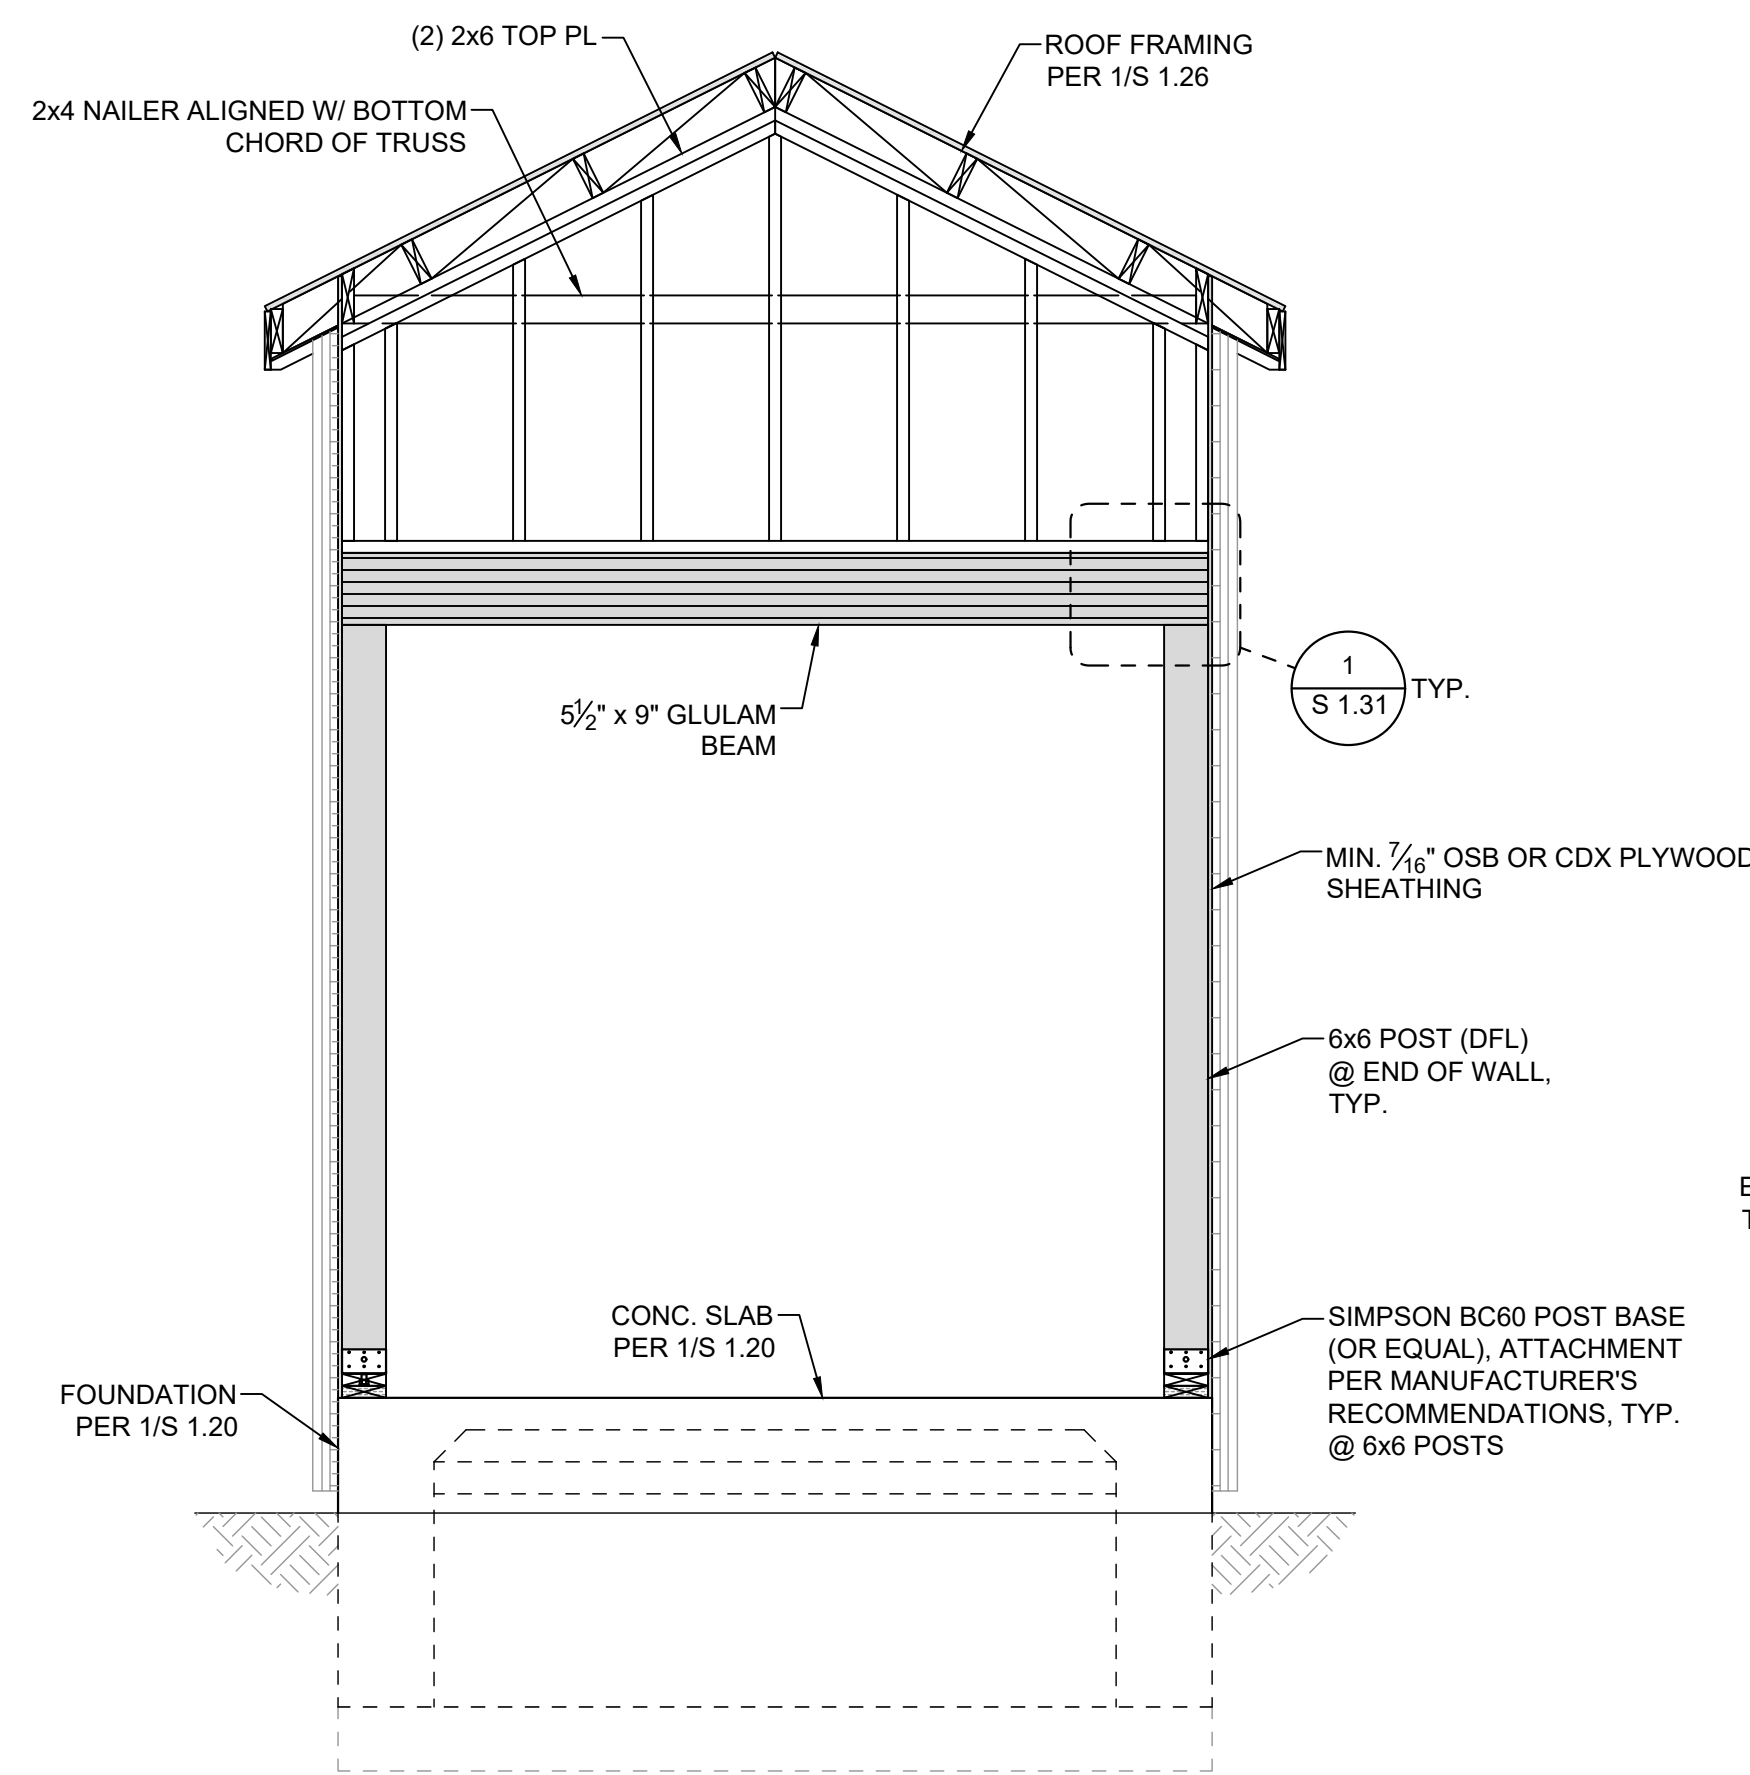 (2) 2x6 TOP PL
ROOF FRAMING
PER 1/S 1.26
2x4 NAILER ALIGNED W/ BOTTOM
CHORD OF TRUSS
5½" x 9" GLULAM
BEAM
1
S 1.31
TYP.
MIN. 7⁄16" OSB OR CDX PLYWOOD
SHEATHING
6x6 POST (DFL)
@ END OF WALL,
TYP.
CONC. SLAB
PER 1/S 1.20
SIMPSON BC60 POST BASE
(OR EQUAL), ATTACHMENT
PER MANUFACTURER'S
RECOMMENDATIONS, TYP.
@ 6x6 POSTS
FOUNDATION
PER 1/S 1.20